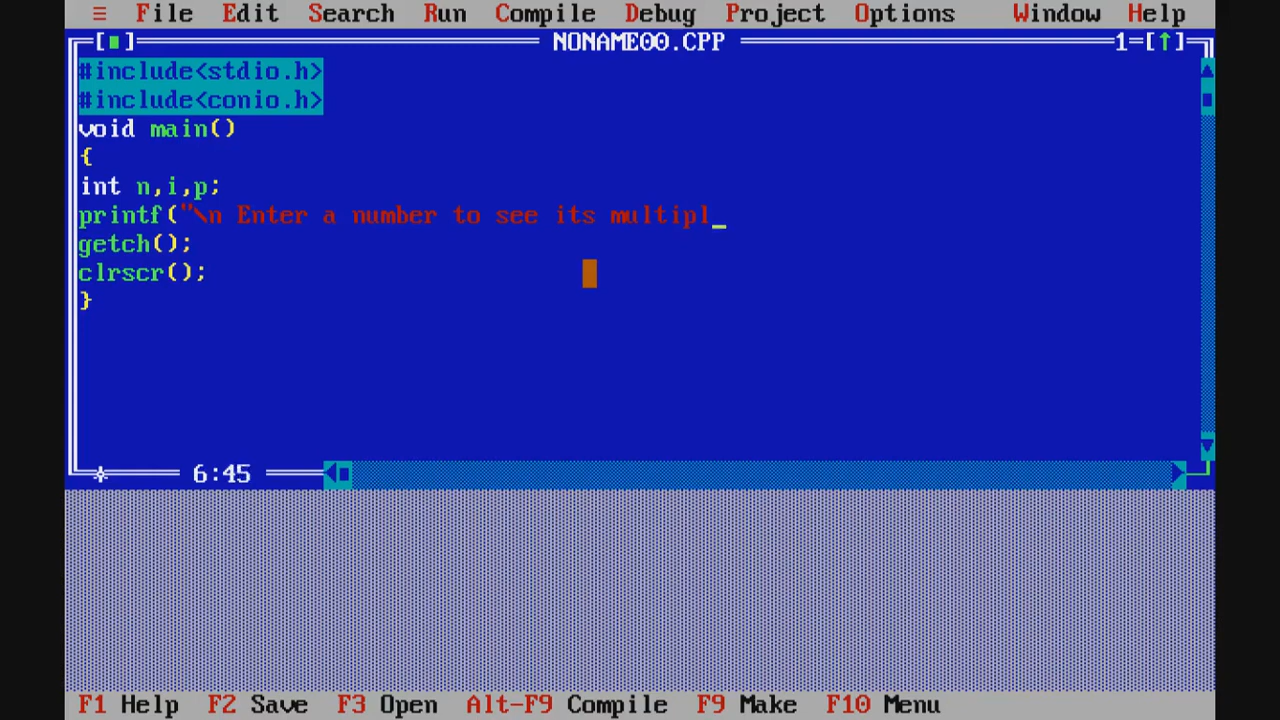 ≡ File Edit Search Run Compile Debug Project Options Window Help
[■] NONAME00.CPP 1=[↑]
#include<stdio.h>
#include<conio.h>
void main()
{
int n,i,p;
printf("\n Enter a number to see its multipl_
getch();
clrscr();
}
6:45
F1 Help F2 Save F3 Open Alt-F9 Compile F9 Make F10 Menu